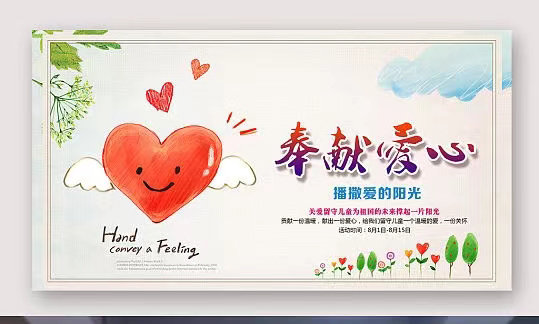 奉献爱心
播撒爱的阳光
关爱留守儿童为祖国的未来撑起一片阳光
贡献一份温暖，献出一份爱心，给我们留守儿童一个温暖的爱，一份关怀
活动时间：8月1日-8月15日
Hand
convey a Feeling